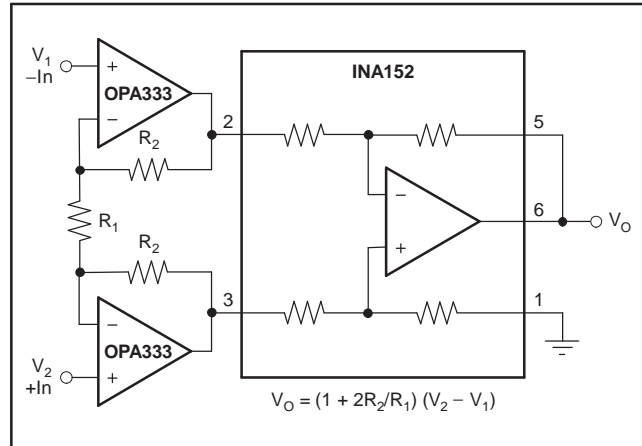 V1
–In
OPA333
R2
R1
R2
OPA333
V2
+In
INA152
2
3
5
6
1
VO
VO = (1 + 2R2/R1) (V2 – V1)